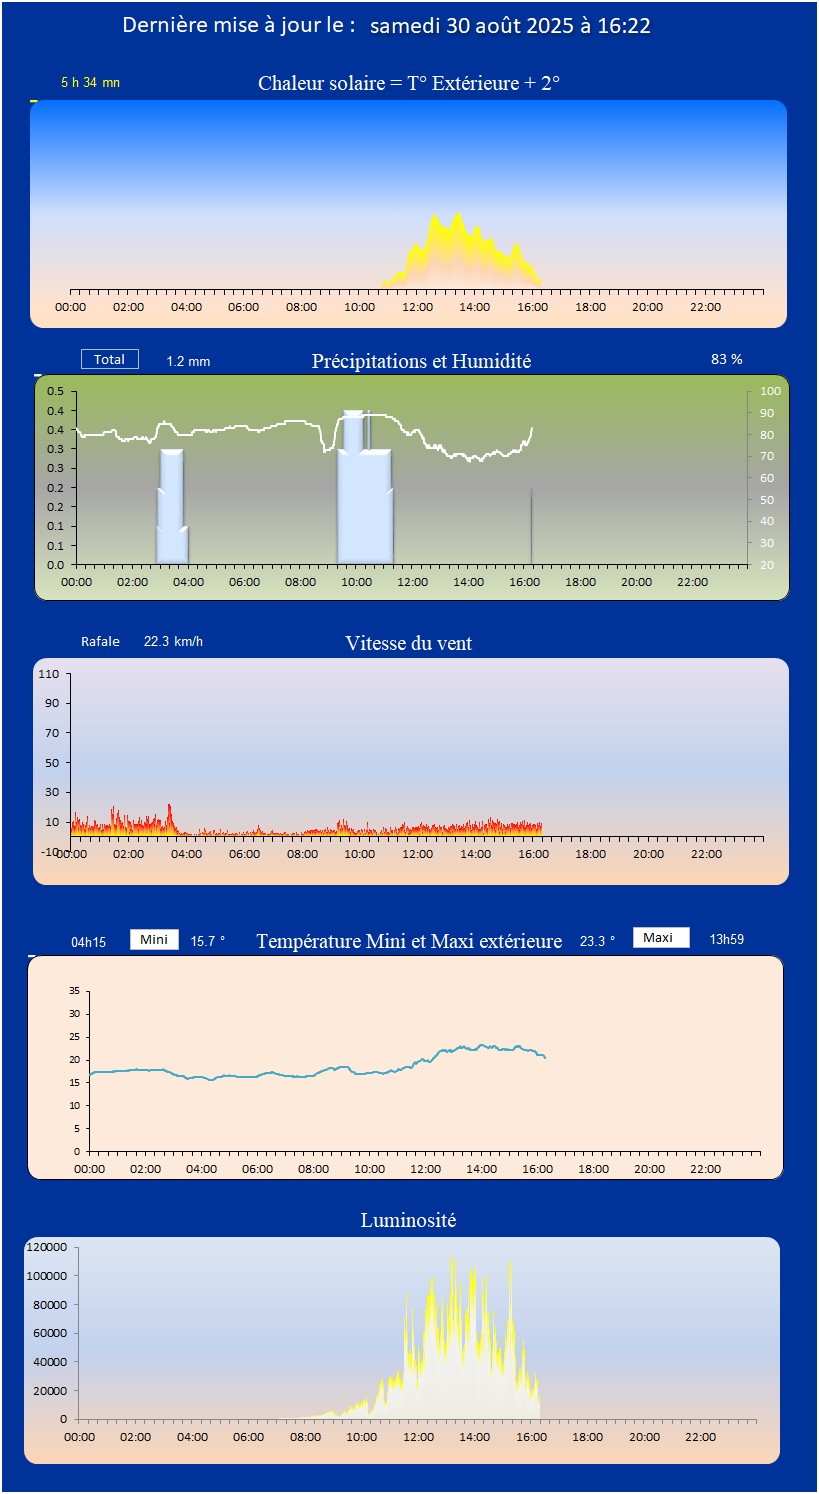 Dernière mise à jour le : samedi 30 août 2025 à 16:22
5 h 34 mn Chaleur solaire = T° Extérieure + 2°
00:00 02:00 04:00 06:00 08:00 10:00 12:00 14:00 16:00 18:00 20:00 22:00
Total 1.2 mm Précipitations et Humidité 83 %
0.5 100
0.4 90
0.4 80
0.3 70
0.3 60
0.2 50
0.2 40
0.1 30
0.1 20
0.0
00:00 02:00 04:00 06:00 08:00 10:00 12:00 14:00 16:00 18:00 20:00 22:00
Rafale 22.3 km/h Vitesse du vent
110
90
70
50
30
10
-10
00:00 02:00 04:00 06:00 08:00 10:00 12:00 14:00 16:00 18:00 20:00 22:00
04h15 Mini 15.7 ° Température Mini et Maxi extérieure 23.3 ° Maxi 13h59
35
30
25
20
15
10
5
0
00:00 02:00 04:00 06:00 08:00 10:00 12:00 14:00 16:00 18:00 20:00 22:00
Luminosité
120000
100000
80000
60000
40000
20000
0
00:00 02:00 04:00 06:00 08:00 10:00 12:00 14:00 16:00 18:00 20:00 22:00